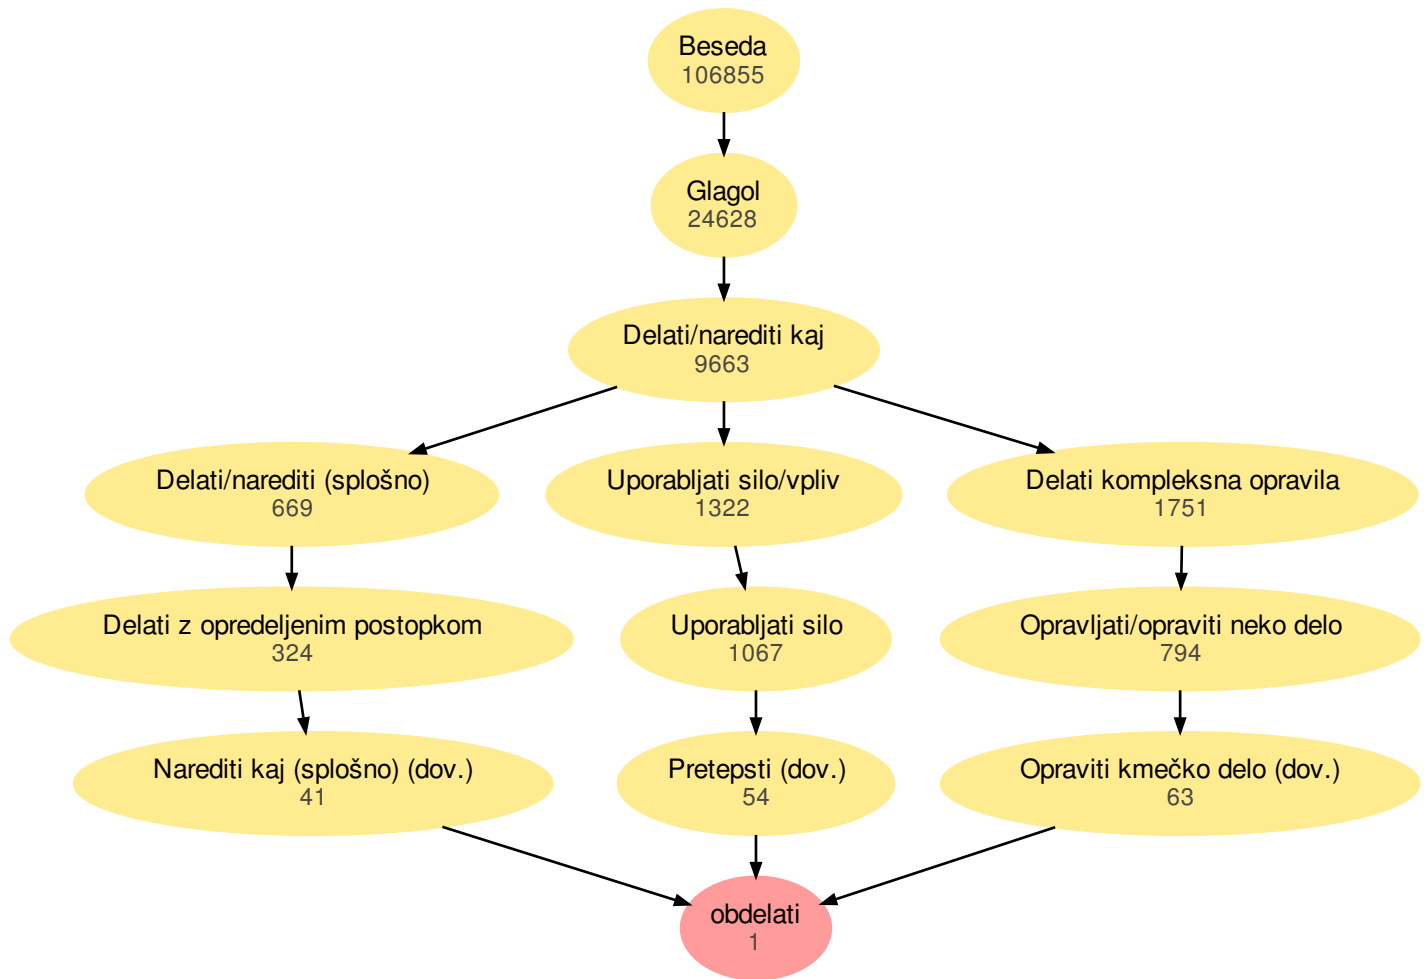 Beseda
106855
Glagol
24628
Delati/narediti kaj
9663
Delati/narediti (splošno)
669
Uporabljati silo/vpliv
1322
Delati kompleksna opravila
1751
Delati z opredeljenim postopkom
324
Uporabljati silo
1067
Opravljati/opraviti neko delo
794
Narediti kaj (splošno) (dov.)
41
Pretepsti (dov.)
54
Opraviti kmečko delo (dov.)
63
obdelati
1